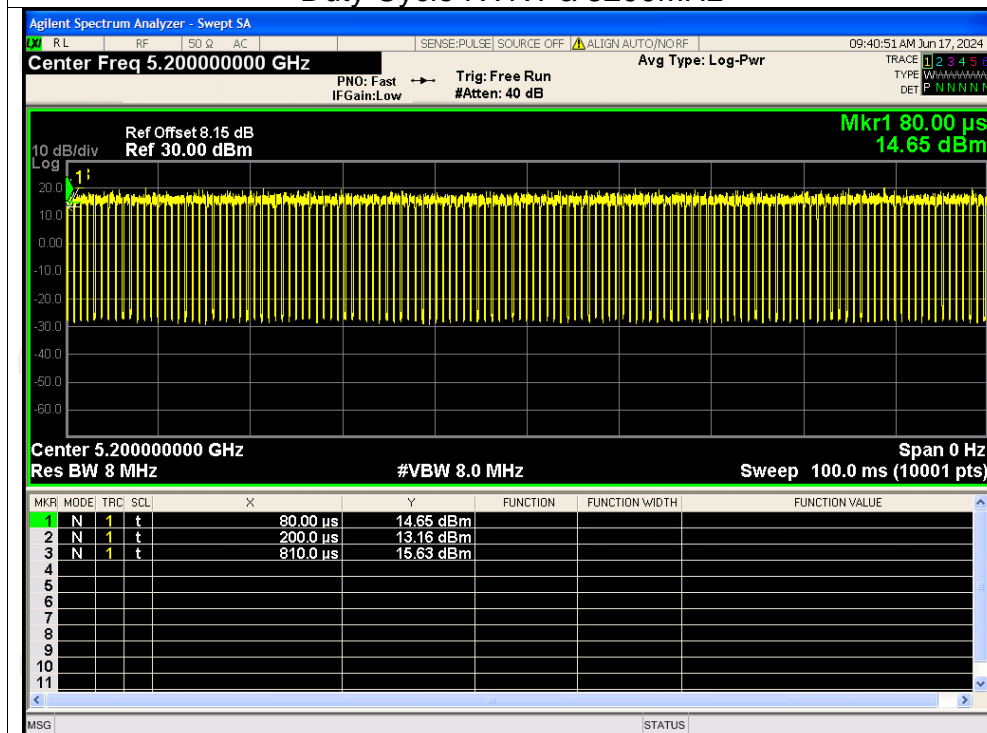 Agilent Spectrum Analyzer - Swept SA
LXI RL RF 50 Ω AC SENSE:PULSE SOURCE OFF ALIGN AUTO/NO RF 09:40:51 AM Jun 17, 2024
Center Freq 5.200000000 GHz Avg Type: Log-Pwr TRACE 1 2 3 4 5 6
PNO: Fast Trig: Free Run TYPE
IFGain:Low #Atten: 40 dB DET P N N N N
Mkr1 80.00 µs
Ref Offset 8.15 dB
10 dB/div Ref 30.00 dBm 14.65 dBm
Log
1
20.0
10.0
0.00
-10.0
-20.0
-30.0
-40.0
-50.0
-60.0
Center 5.200000000 GHz Span 0 Hz
Res BW 8 MHz #VBW 8.0 MHz Sweep 100.0 ms (10001 pts)
MKR MODE TRC SCL X Y FUNCTION FUNCTION WIDTH FUNCTION VALUE
1 N 1 t 80.00 µs 14.65 dBm
2 N 1 t 200.0 µs 13.16 dBm
3 N 1 t 810.0 µs 15.63 dBm
4
5
6
7
8
9
10
11
MSG STATUS